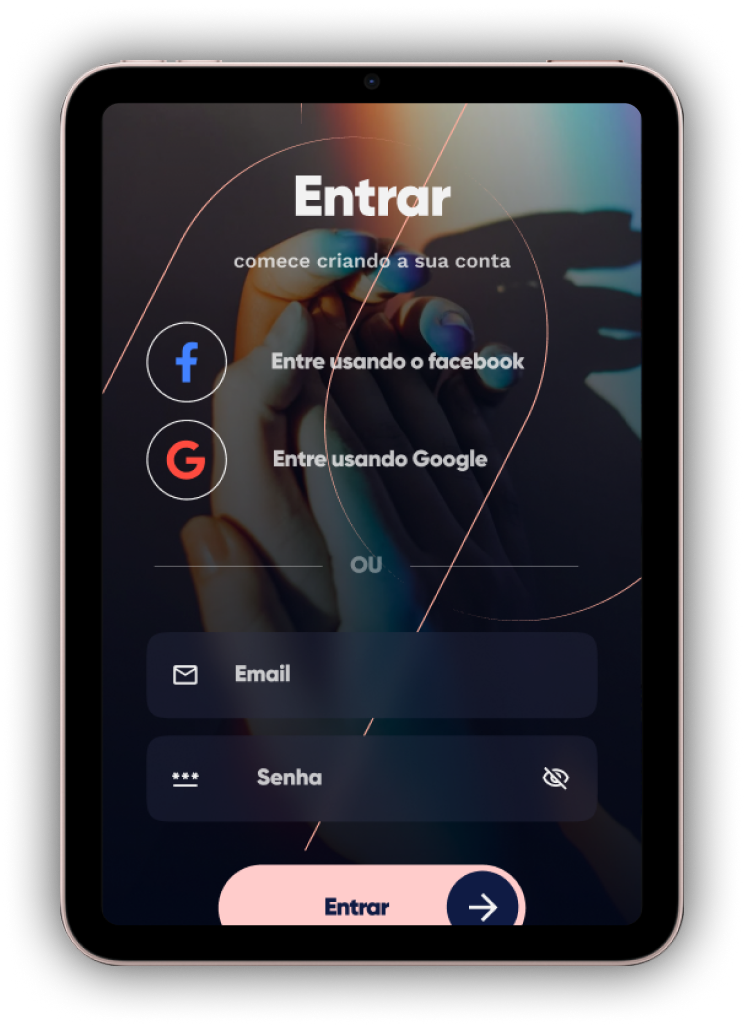 Entrar
comece criando a sua conta
Entre usando o facebook
Entre usando Google
OU
Email
Senha
Entrar